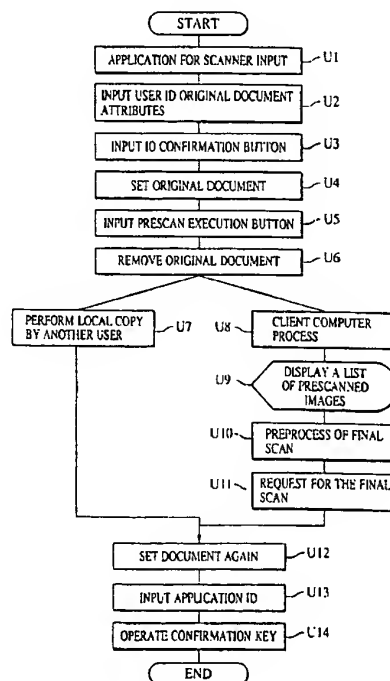 START
APPLICATION FOR SCANNER INPUT
U1
INPUT USER ID ORIGINAL DOCUMENT
ATTRIBUTES
U2
INPUT ID CONFIRMATION BUTTON
U3
SET ORIGINAL DOCUMENT
U4
INPUT PRESCAN EXECUTION BUTTON
U5
REMOVE ORIGINAL DOCUMENT
U6
PERFORM LOCAL COPY
BY ANOTHER USER
U7
U8
CLIENT COMPUTER
PROCESS
U9
DISPLAY A LIST
OF PRESCANNED
IMAGES
U10
PREPROCESS OF FINAL
SCAN
U11
REQUEST FOR THE FINAL
SCAN
SET DOCUMENT AGAIN
U12
INPUT APPLICATION ID
U13
OPERATE CONFIRMATION KEY
U14
END